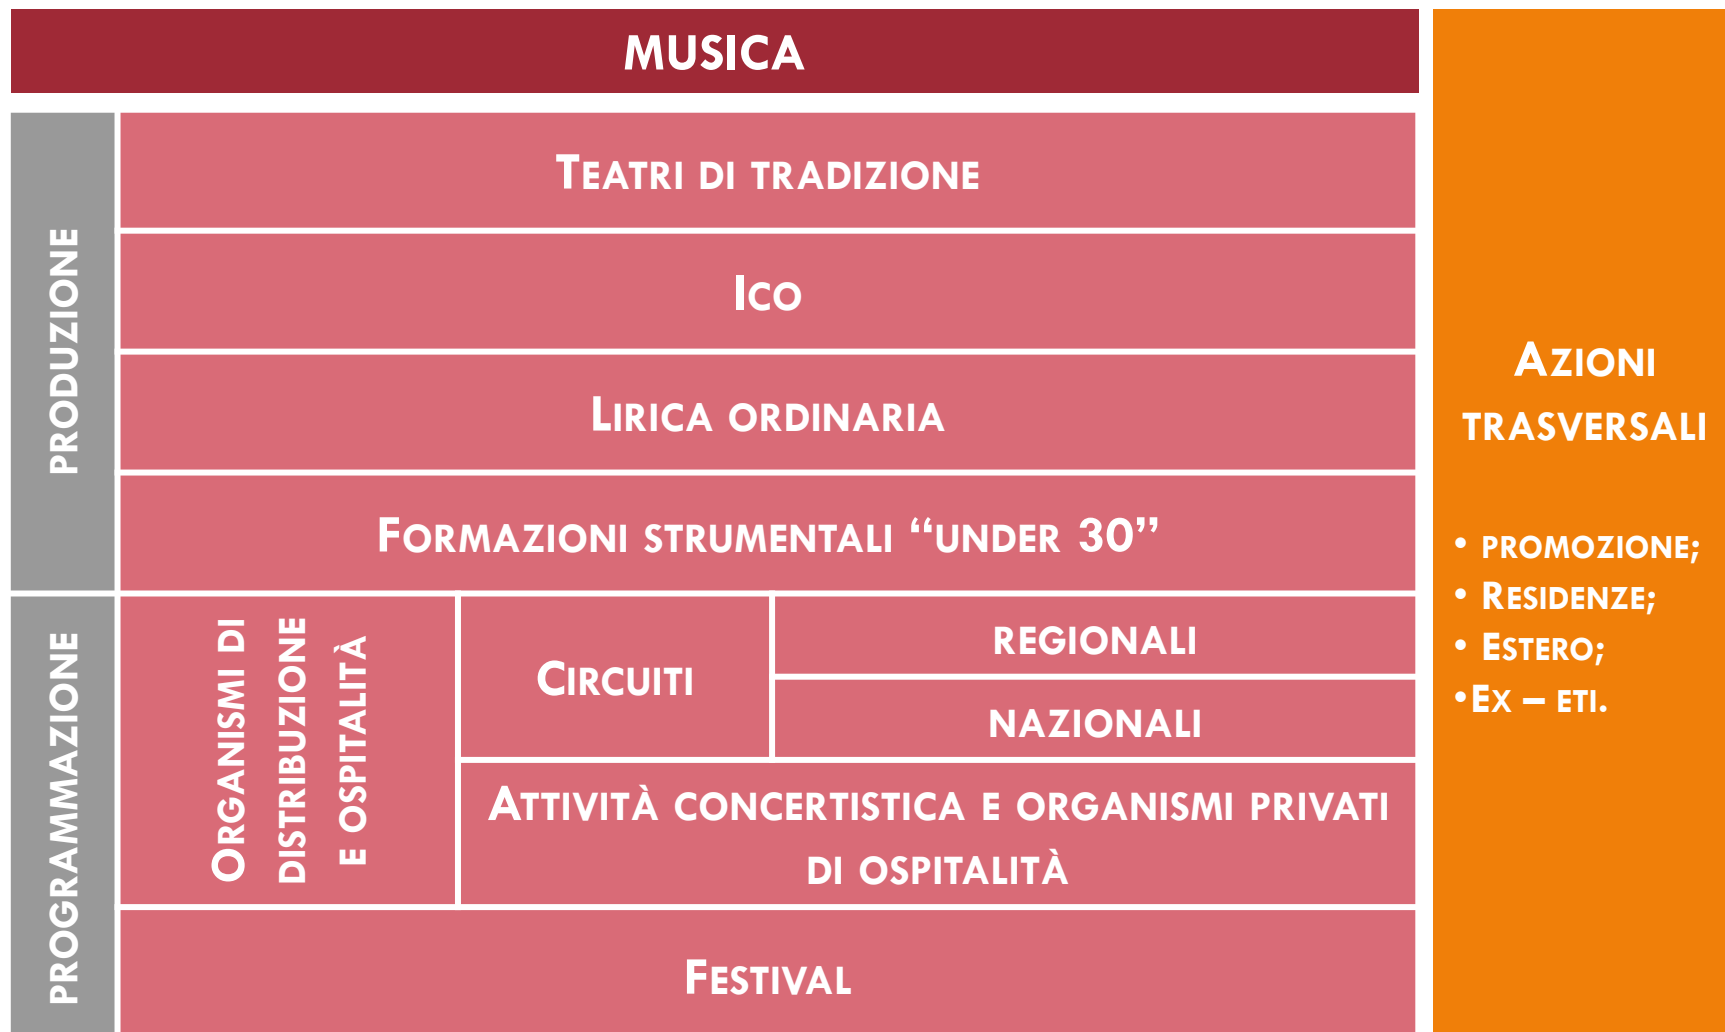 MUSICA
PRODUZIONE
TEATRI DI TRADIZIONE
ICO
LIRICA ORDINARIA
FORMAZIONI STRUMENTALI “UNDER 30”
PROGRAMMAZIONE
ORGANISMI DI
DISTRIBUZIONE
E OSPITALITÀ
CIRCUITI
REGIONALI
NAZIONALI
ATTIVITÀ CONCERTISTICA E ORGANISMI PRIVATI
DI OSPITALITÀ
FESTIVAL
AZIONI
TRASVERSALI
• PROMOZIONE;
• RESIDENZE;
• ESTERO;
•EX – ETI.